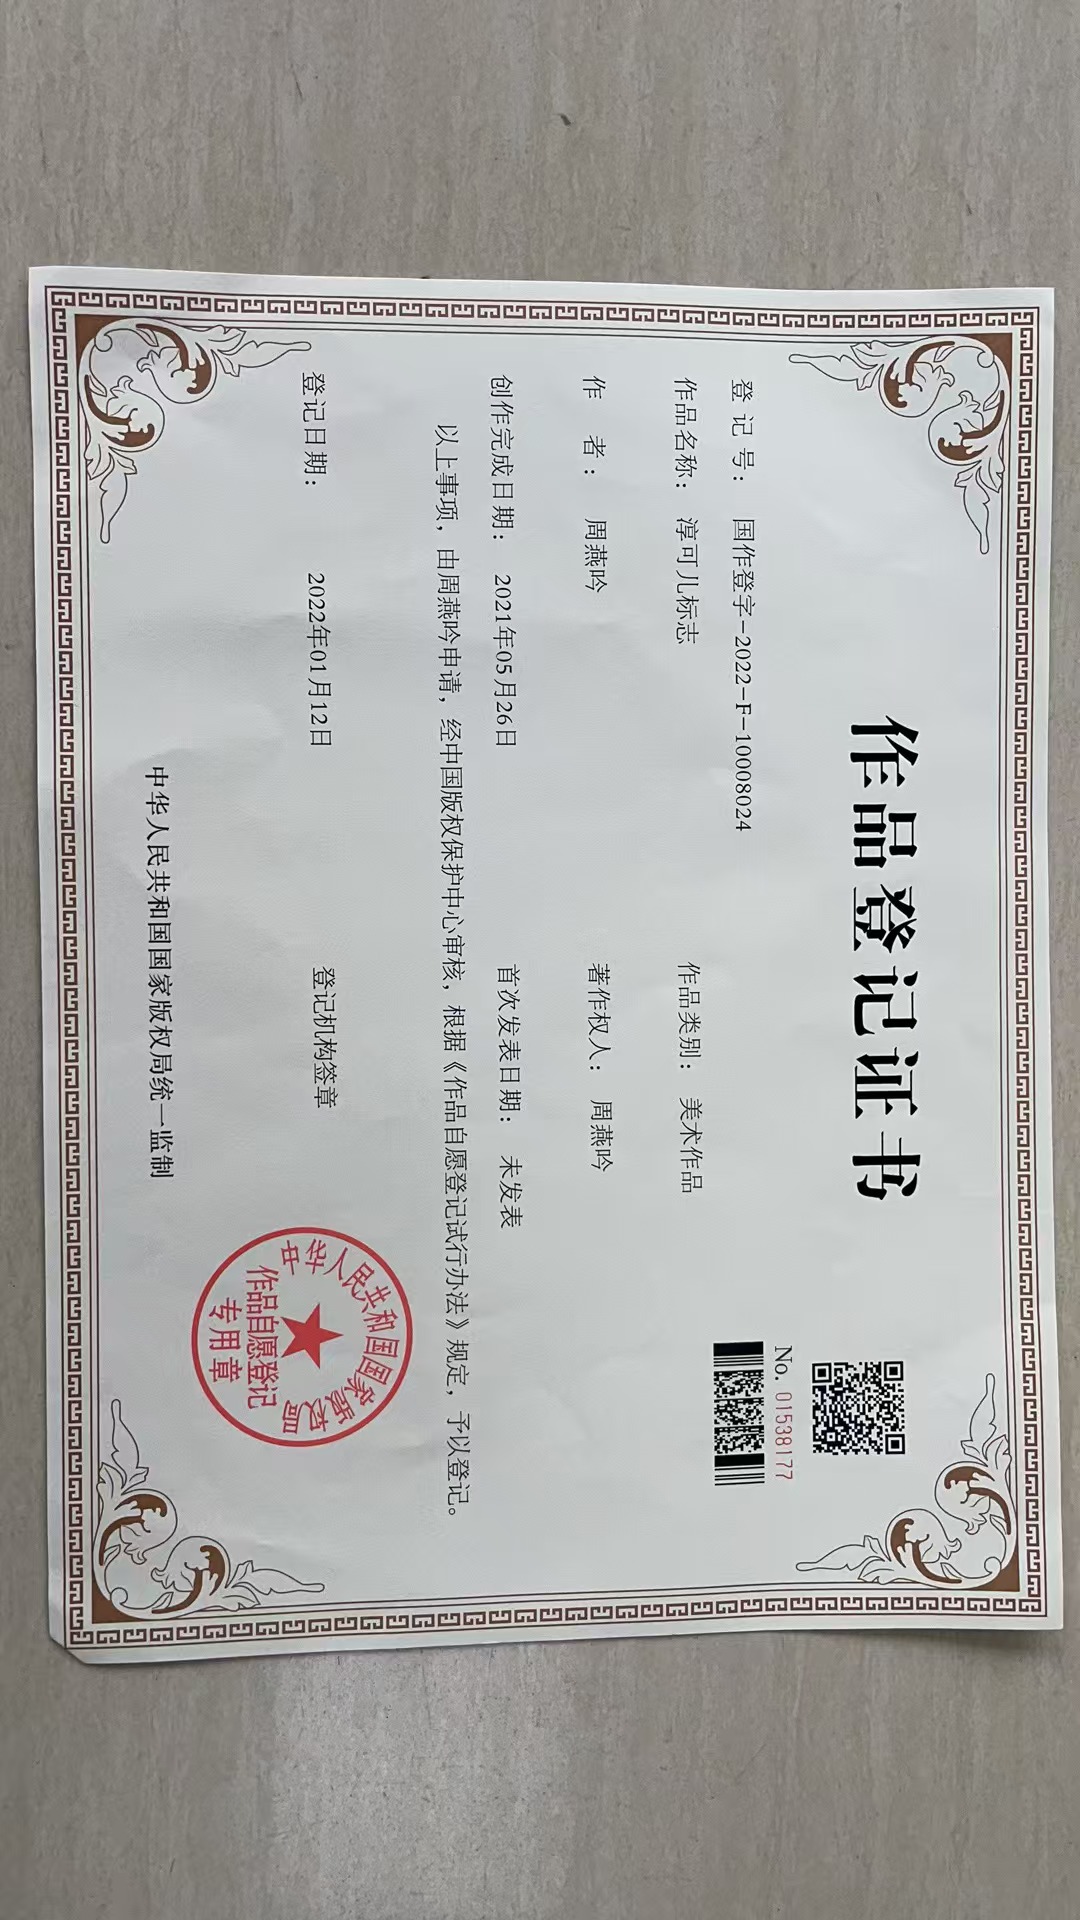 作品登记证书
No. 01538177
登 记 号： 国作登字-2022-F-10008024
作品名称： 淳可儿标志 作品类别： 美术作品
作 者： 周燕吟 著作权人： 周燕吟
创作完成日期： 2021年05月26日 首次发表日期： 未发表
以上事项，由周燕吟申请，经中国版权保护中心审核，根据《作品自愿登记试行办法》规定，予以登记。
登记日期： 2022年01月12日 登记机构签章
中华人民共和国国家版权局
作品自愿登记
专用章
中华人民共和国国家版权局统一监制